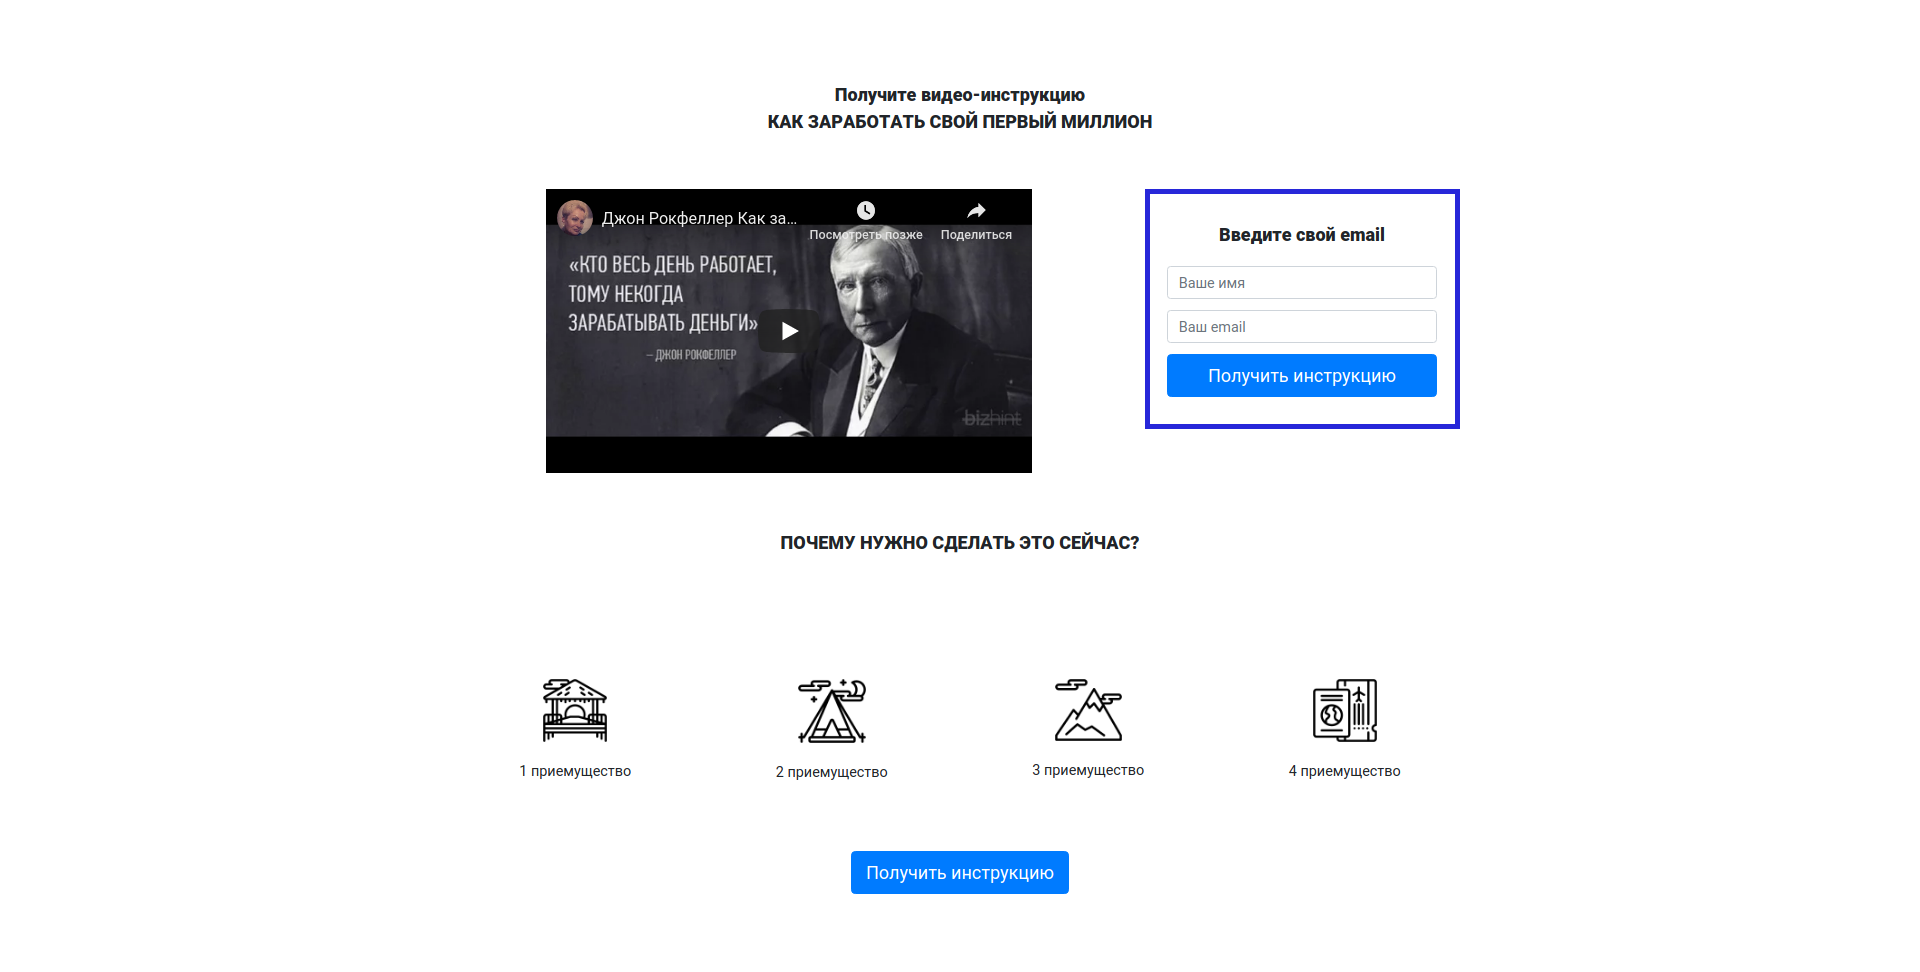 Получите видео-инструкцию
КАК ЗАРАБОТАТЬ СВОЙ ПЕРВЫЙ МИЛЛИОН
Джон Рокфеллер Как за...
Посмотреть позже
Поделиться
«КТО ВЕСЬ ДЕНЬ РАБОТАЕТ,
ТОМУ НЕКОГДА
ЗАРАБАТЫВАТЬ ДЕНЬГИ»
– ДЖОН РОКФЕЛЛЕР
bizhint
Введите свой email
Ваше имя
Ваш email
Получить инструкцию
ПОЧЕМУ НУЖНО СДЕЛАТЬ ЭТО СЕЙЧАС?
1 приемущество
2 приемущество
3 приемущество
4 приемущество
Получить инструкцию